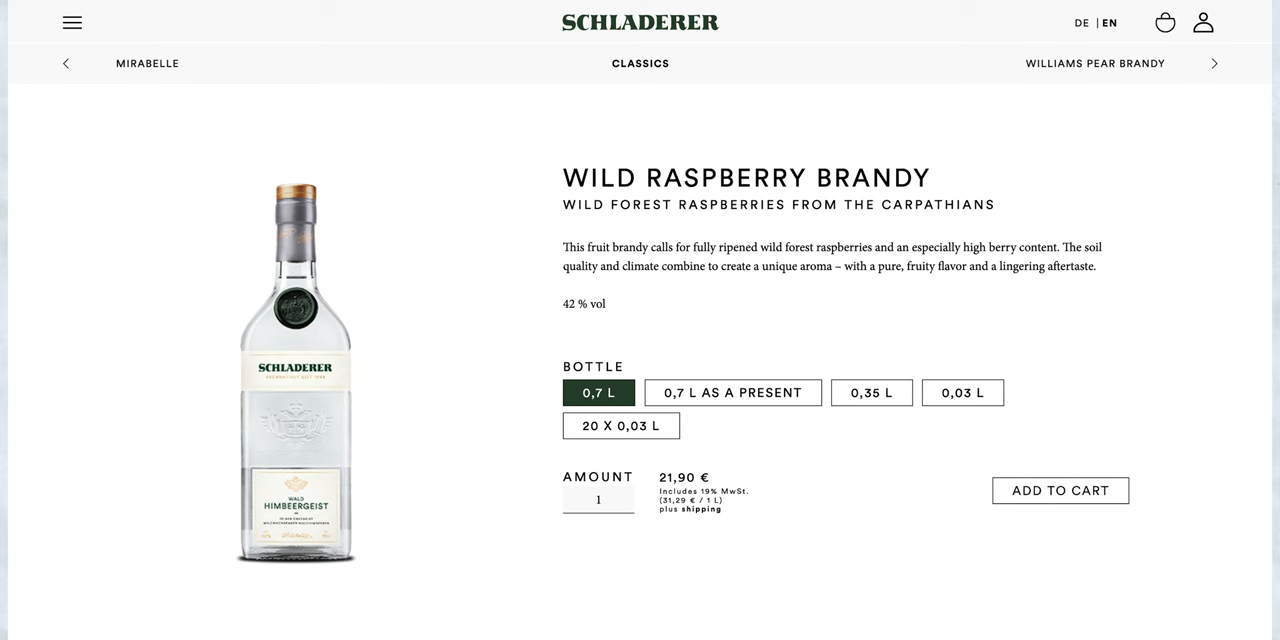 SCHLADERER
DE | EN
MIRABELLE
CLASSICS
WILLIAMS PEAR BRANDY
WILD RASPBERRY BRANDY
WILD FOREST RASPBERRIES FROM THE CARPATHIANS
This fruit brandy calls for fully ripened wild forest raspberries and an especially high berry content. The soil
quality and climate combine to create a unique aroma – with a pure, fruity flavor and a lingering aftertaste.
42 % vol
BOTTLE
0,7 L
0,7 L AS A PRESENT
0,35 L
0,03 L
20 X 0,03 L
AMOUNT
1
21,90 €
Includes 19% MwSt.
(31,29 € / 1 L)
plus shipping
ADD TO CART
SCHLADERER
WALD
HIMBEERGEIST